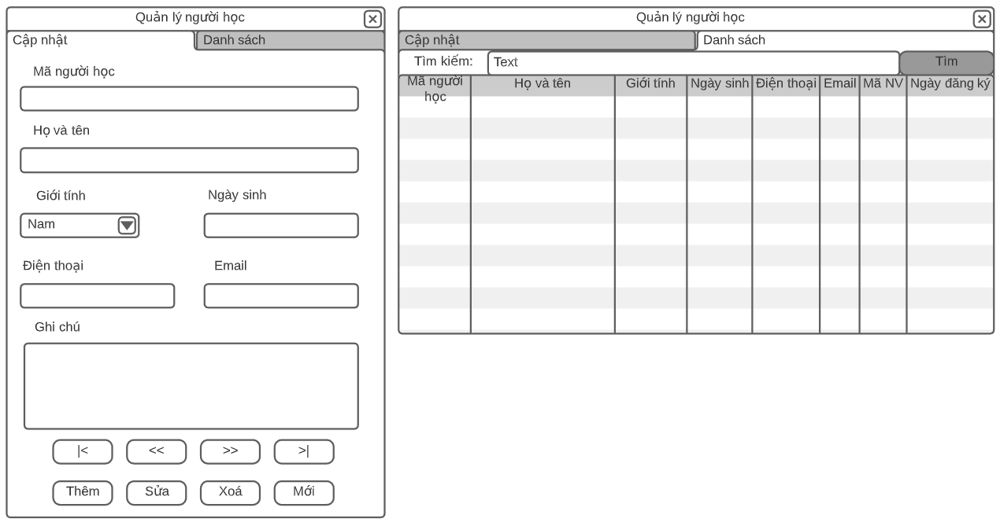 Quản lý người học
Cập nhật
Danh sách
Mã người học
Họ và tên
Giới tính
Ngày sinh
Nam
Điện thoại
Email
Ghi chú
|<
<<
>>
>|
Thêm
Sửa
Xoá
Mới
Quản lý người học
Cập nhật
Danh sách
Tìm kiếm:
Text
Tìm
Mã người
học
Họ và tên
Giới tính
Ngày sinh
Điện thoại
Email
Mã NV
Ngày đăng ký